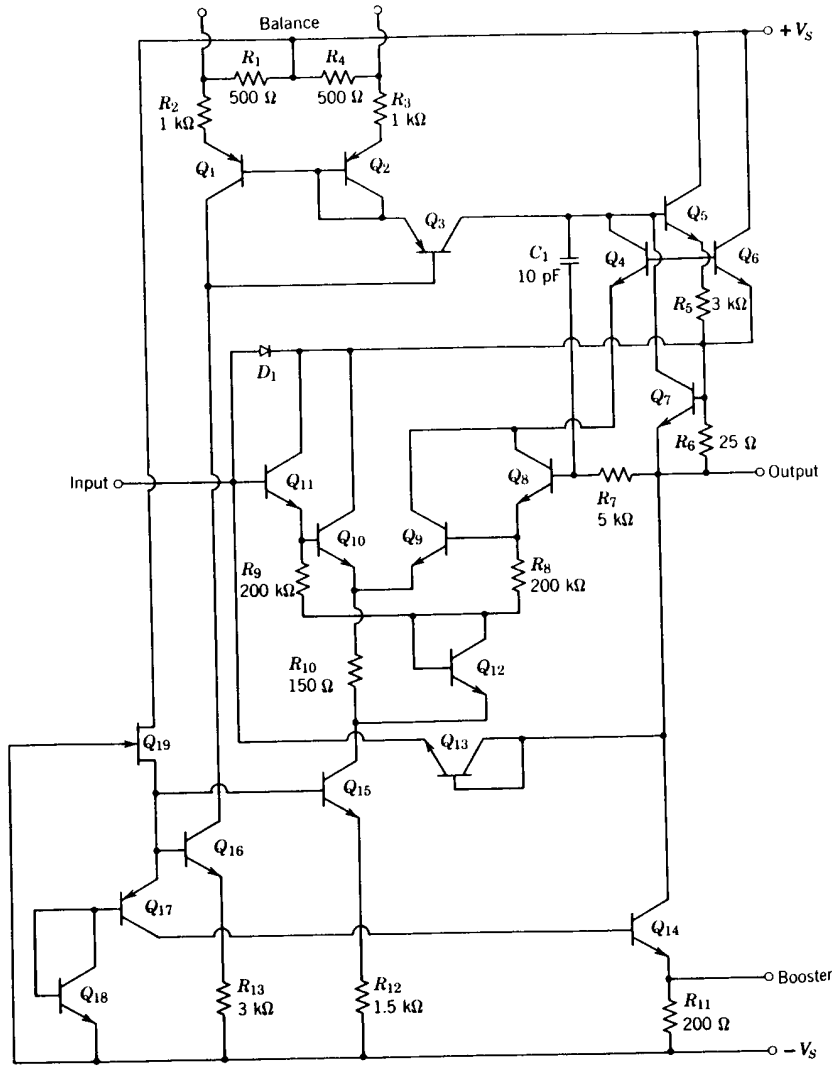 Balance
+ V_S
R_1
500 Ω
R_4
500 Ω
R_2
1 kΩ
R_3
1 kΩ
Q_1
Q_2
Q_3
Q_5
C_1
10 pF
Q_4
Q_6
R_5
3 kΩ
D_1
Q_7
R_6
25 Ω
Input
Q_11
Q_8
R_7
5 kΩ
Output
Q_10
Q_9
R_9
200 kΩ
R_8
200 kΩ
R_10
150 Ω
Q_12
Q_19
Q_13
Q_15
Q_16
Q_17
Q_14
Q_18
R_13
3 kΩ
R_12
1.5 kΩ
Booster
R_11
200 Ω
− V_S